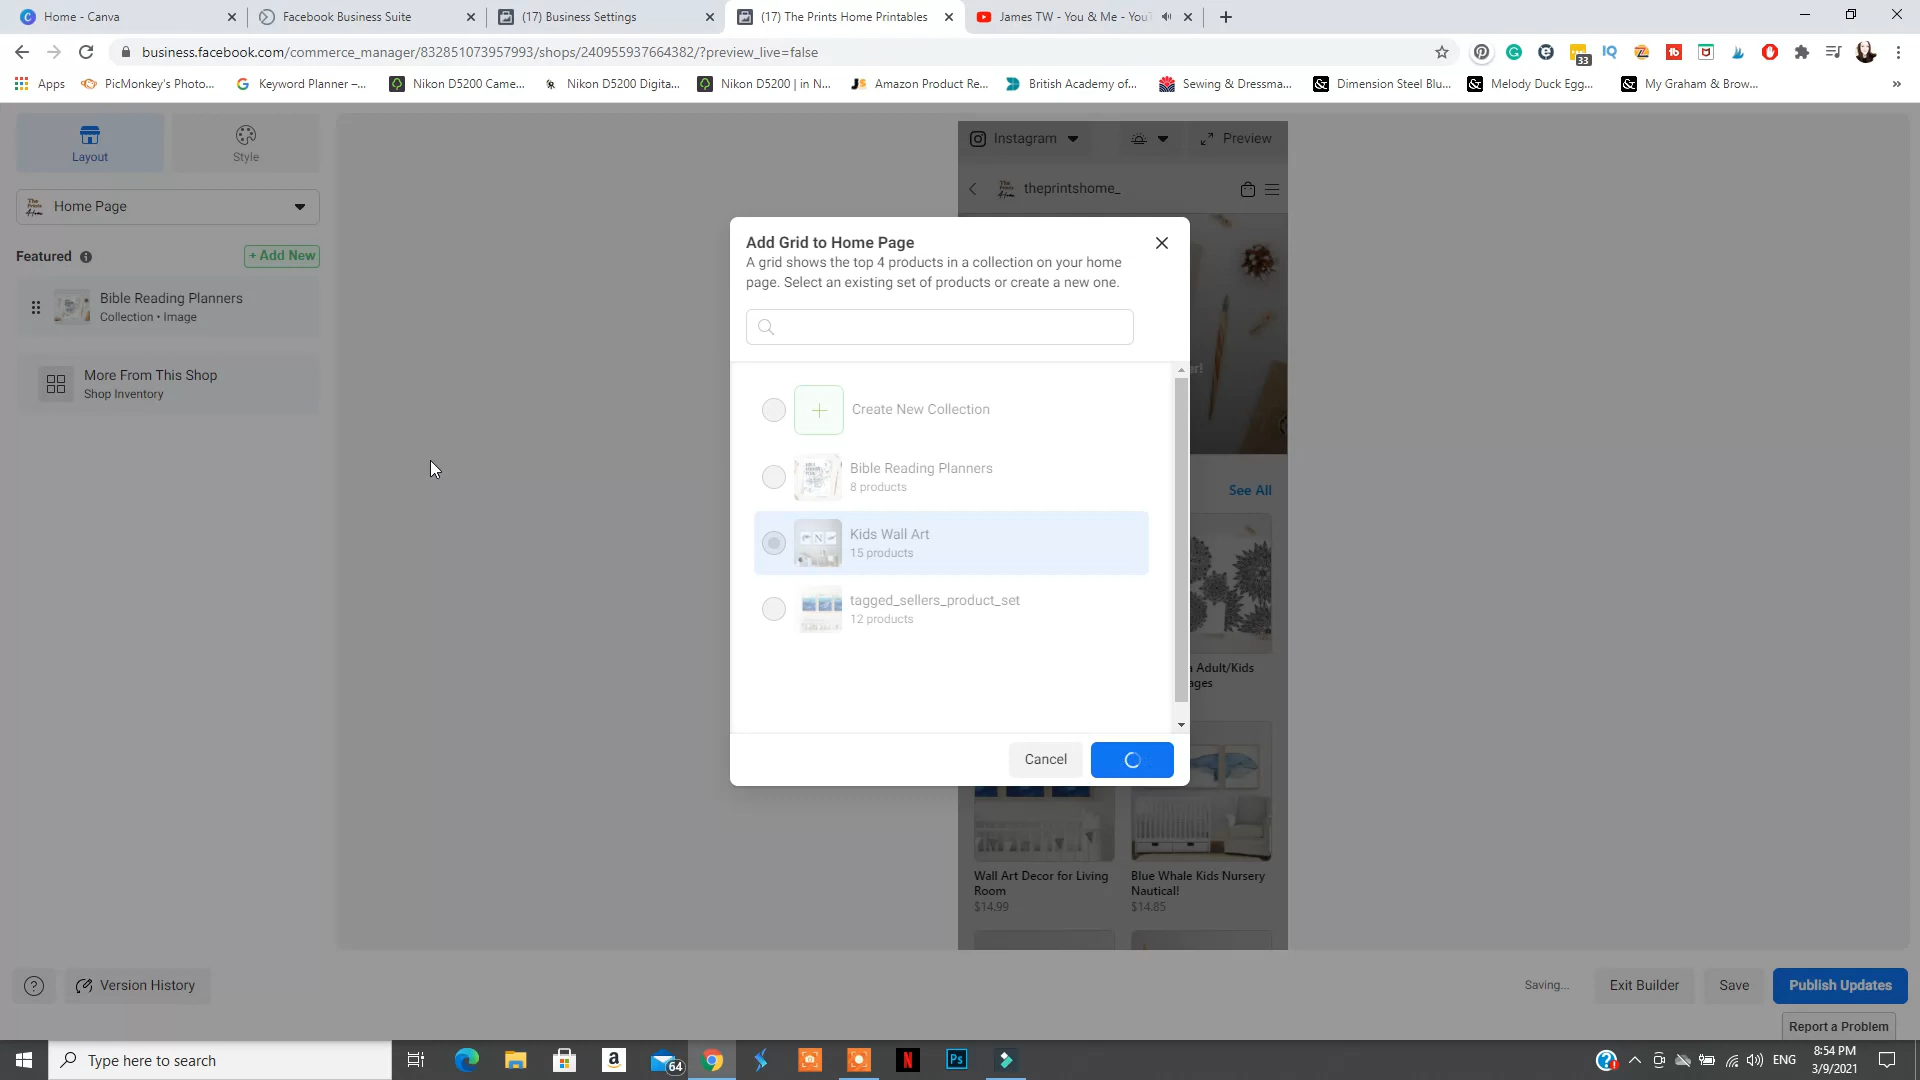 Home - Canva
Facebook Business Suite
(17) Business Settings
(17) The Prints Home Printables
James TW - You & Me - You
business.facebook.com/commerce_manager/832851073957993/shops/240955937664382/?preview_live=false
33
Apps
PicMonkey's Photo...
Keyword Planner –...
Nikon D5200 Came...
Nikon D5200 Digita...
Nikon D5200 | in N...
Amazon Product Re...
British Academy of...
Sewing & Dressma...
Dimension Steel Blu...
Melody Duck Egg...
My Graham & Brow...
Layout
Style
Instagram
Preview
Home Page
theprintshome_
Featured
+ Add New
Bible Reading Planners
Collection • Image
More From This Shop
Shop Inventory
Add Grid to Home Page
A grid shows the top 4 products in a collection on your home
page. Select an existing set of products or create a new one.
Create New Collection
Bible Reading Planners
8 products
Kids Wall Art
15 products
tagged_sellers_product_set
12 products
Cancel
See All
Adult/Kids
Wall Art Decor for Living
Room
$14.99
Blue Whale Kids Nursery
Nautical!
$14.85
Version History
Saving...
Exit Builder
Save
Publish Updates
Report a Problem
Type here to search
64
Ps
ENG
8:54 PM
3/9/2021